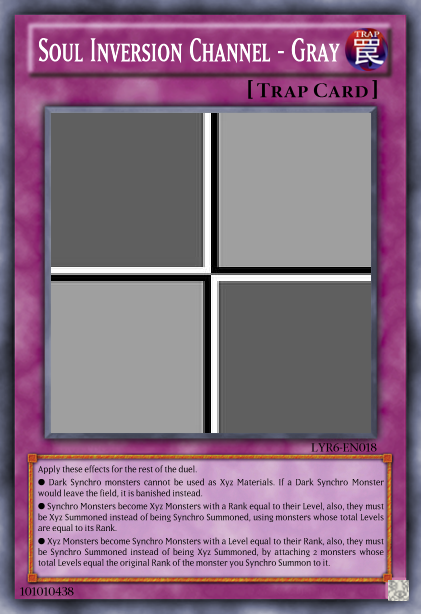 Soul Inversion Channel - Gray
TRAP
罠
[ Trap Card ]
LYR6-EN018
Apply these effects for the rest of the duel.
● Dark Synchro monsters cannot be used as Xyz Materials. If a Dark Synchro Monster
would leave the field, it is banished instead.
● Synchro Monsters become Xyz Monsters with a Rank equal to their Level, also, they must
be Xyz Summoned instead of being Synchro Summoned, using monsters whose total Levels
are equal to its Rank.
● Xyz Monsters become Synchro Monsters with a Level equal to their Rank, also, they must
be Synchro Summoned instead of being Xyz Summoned, by attaching 2 monsters whose
total Levels equal the original Rank of the monster you Synchro Summon to it.
101010438